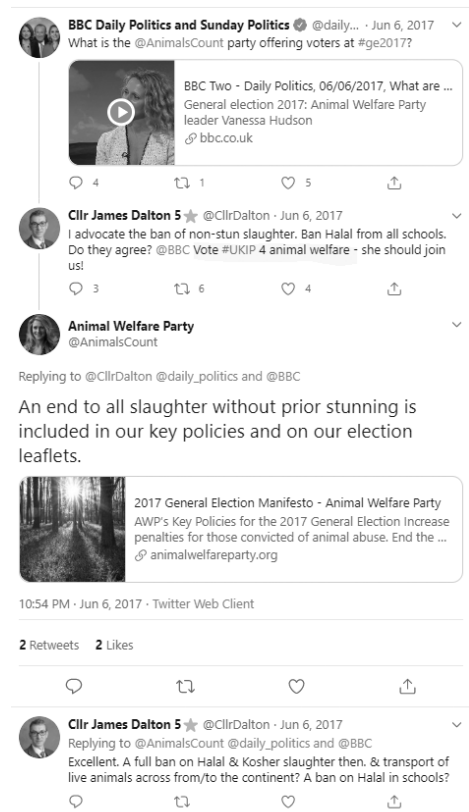 BBC Daily Politics and Sunday Politics @daily... · Jun 6, 2017
What is the @AnimalsCount party offering voters at #ge2017?
BBC Two - Daily Politics, 06/06/2017, What are ...
General election 2017: Animal Welfare Party
leader Vanessa Hudson
bbc.co.uk
4 1 5
Cllr James Dalton 5 @CllrDalton · Jun 6, 2017
I advocate the ban of non-stun slaughter. Ban Halal from all schools.
Do they agree? @BBC Vote #UKIP 4 animal welfare - she should join
us!
3 6 4
Animal Welfare Party
@AnimalsCount
Replying to @CllrDalton @daily_politics and @BBC
An end to all slaughter without prior stunning is
included in our key policies and on our election
leaflets.
2017 General Election Manifesto - Animal Welfare Party
AWP's Key Policies for the 2017 General Election Increase
penalties for those convicted of animal abuse. End the ...
animalwelfareparty.org
10:54 PM · Jun 6, 2017 · Twitter Web Client
2 Retweets 2 Likes
Cllr James Dalton 5 @CllrDalton · Jun 6, 2017
Replying to @AnimalsCount @daily_politics and @BBC
Excellent. A full ban on Halal & Kosher slaughter then. & transport of
live animals across from/to the continent? A ban on Halal in schools?